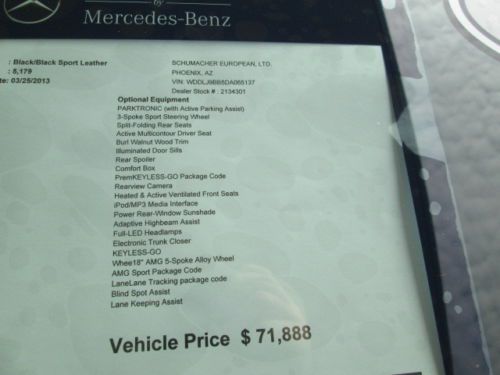 by
Mercedes-Benz
: Black/Black Sport Leather
: 5,179
te: 03/25/2013
SCHUMACHER EUROPEAN, LTD.
PHOENIX, AZ
VIN: WDDLJ9BB5DA065137
Dealer Stock # : 2134301
Optional Equipment
PARKTRONIC (with Active Parking Assist)
3-Spoke Sport Steering Wheel
Split-Folding Rear Seats
Active Multicontour Driver Seat
Burl Walnut Wood Trim
Illuminated Door Sills
Rear Spoiler
Comfort Box
PremKEYLESS-GO Package Code
Rearview Camera
Heated & Active Ventilated Front Seats
iPod/MP3 Media Interface
Power Rear-Window Sunshade
Adaptive Highbeam Assist
Full-LED Headlamps
Electronic Trunk Closer
KEYLESS-GO
Whee18" AMG 5-Spoke Alloy Wheel
AMG Sport Package Code
LaneLane Tracking package code
Blind Spot Assist
Lane Keeping Assist
Vehicle Price $ 71,888